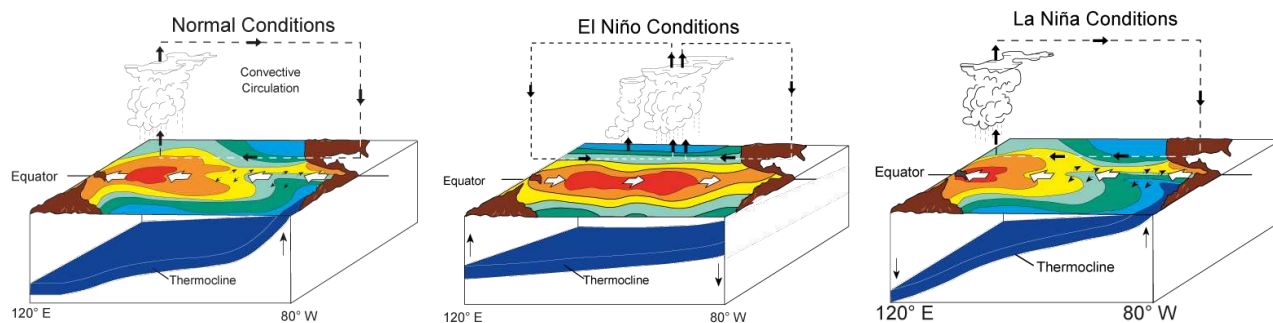 Normal Conditions
Convective
Circulation
Equator
Thermocline
120° E
80° W
El Niño Conditions
Equator
Thermocline
120° E
80° W
La Niña Conditions
Equator
Thermocline
120° E
80° W